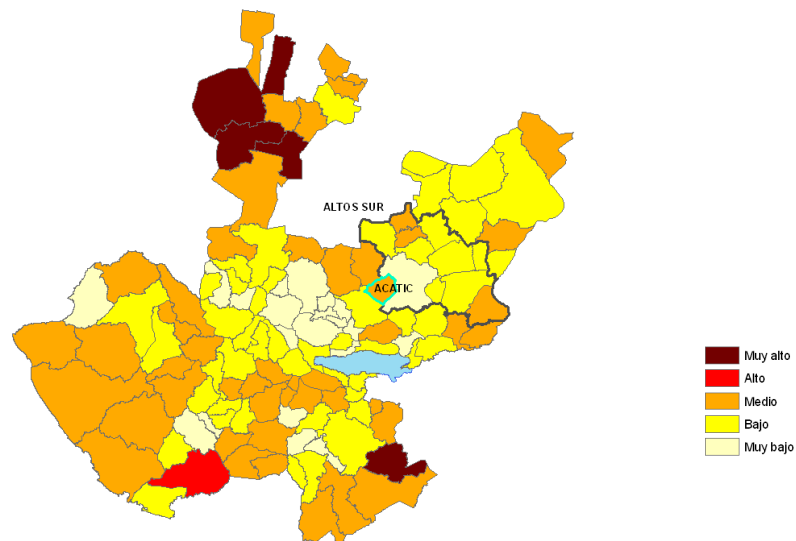 ALTOS SUR
ACATIC
Muy alto
Alto
Medio
Bajo
Muy bajo